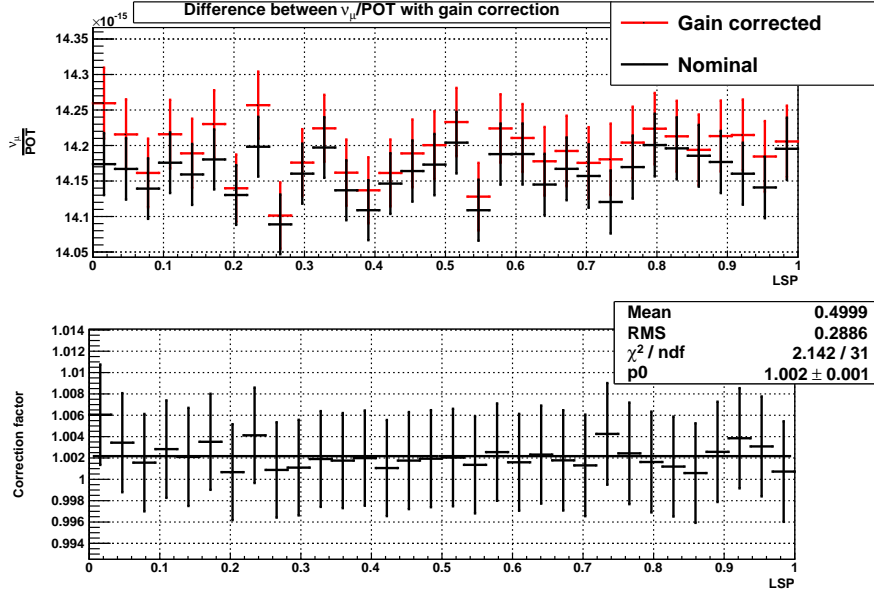 Difference between νμ/POT with gain correction
×10⁻¹⁵
Gain corrected
Nominal
14.35
14.3
14.25
14.2
14.15
14.1
14.05
νμ
POT
0 0.1 0.2 0.3 0.4 0.5 0.6 0.7 0.8 0.9 1
LSP
Mean 0.4999
RMS 0.2886
χ² / ndf 2.142 / 31
p0 1.002 ± 0.001
1.014
1.012
1.01
1.008
1.006
1.004
1.002
1
0.998
0.996
0.994
Correction factor
0 0.1 0.2 0.3 0.4 0.5 0.6 0.7 0.8 0.9 1
LSP